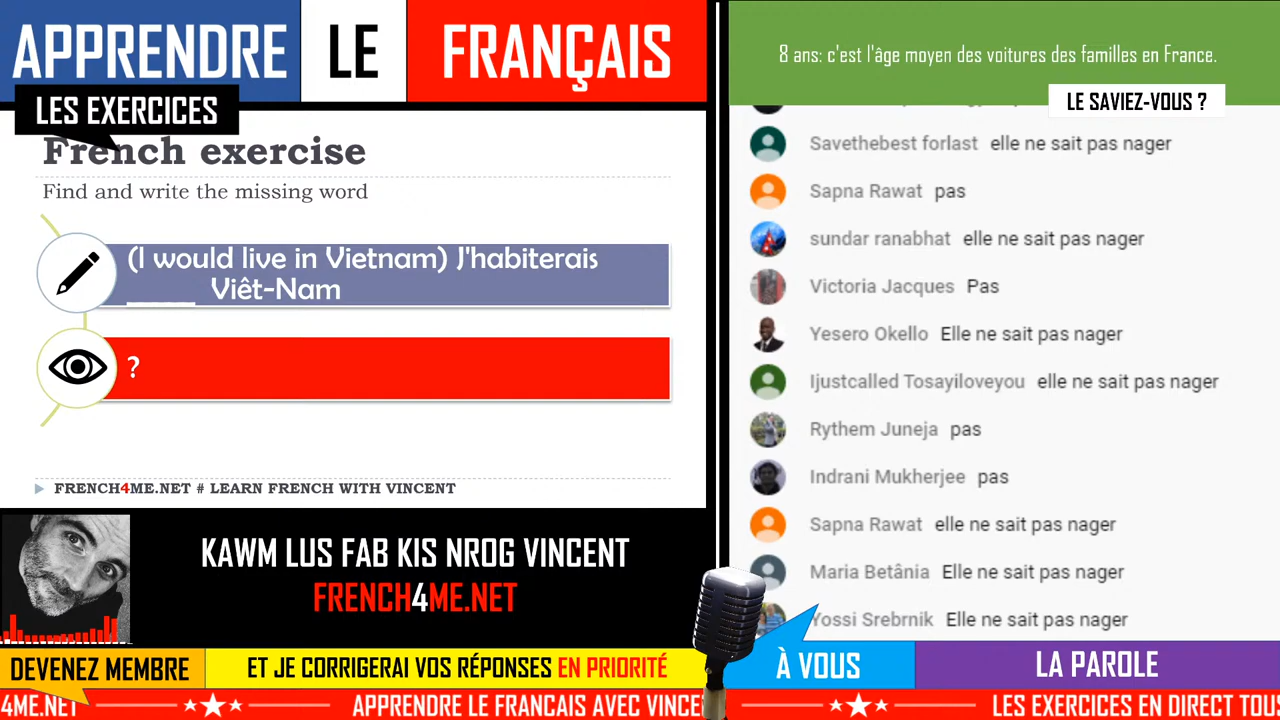 APPRENDRE LE FRANÇAIS
LES EXERCICES
French exercise
Find and write the missing word
(I would live in Vietnam) J'habiterais
_____ Viêt-Nam
?
FRENCH4ME.NET # LEARN FRENCH WITH VINCENT
KAWM LUS FAB KIS NROG VINCENT
FRENCH4ME.NET
DEVENEZ MEMBRE
ET JE CORRIGERAI VOS RÉPONSES EN PRIORITÉ
8 ans: c'est l'âge moyen des voitures des familles en France.
LE SAVIEZ-VOUS ?
Savethebest forlast elle ne sait pas nager
Sapna Rawat pas
sundar ranabhat elle ne sait pas nager
Victoria Jacques Pas
Yesero Okello Elle ne sait pas nager
Ijustcalled Tosayiloveyou elle ne sait pas nager
Rythem Juneja pas
Indrani Mukherjee pas
Sapna Rawat elle ne sait pas nager
Maria Betânia Elle ne sait pas nager
Yossi Srebrnik Elle ne sait pas nager
À VOUS
LA PAROLE
4ME.NET APPRENDRE LE FRANCAIS AVEC VINCE LES EXERCICES EN DIRECT TOUS